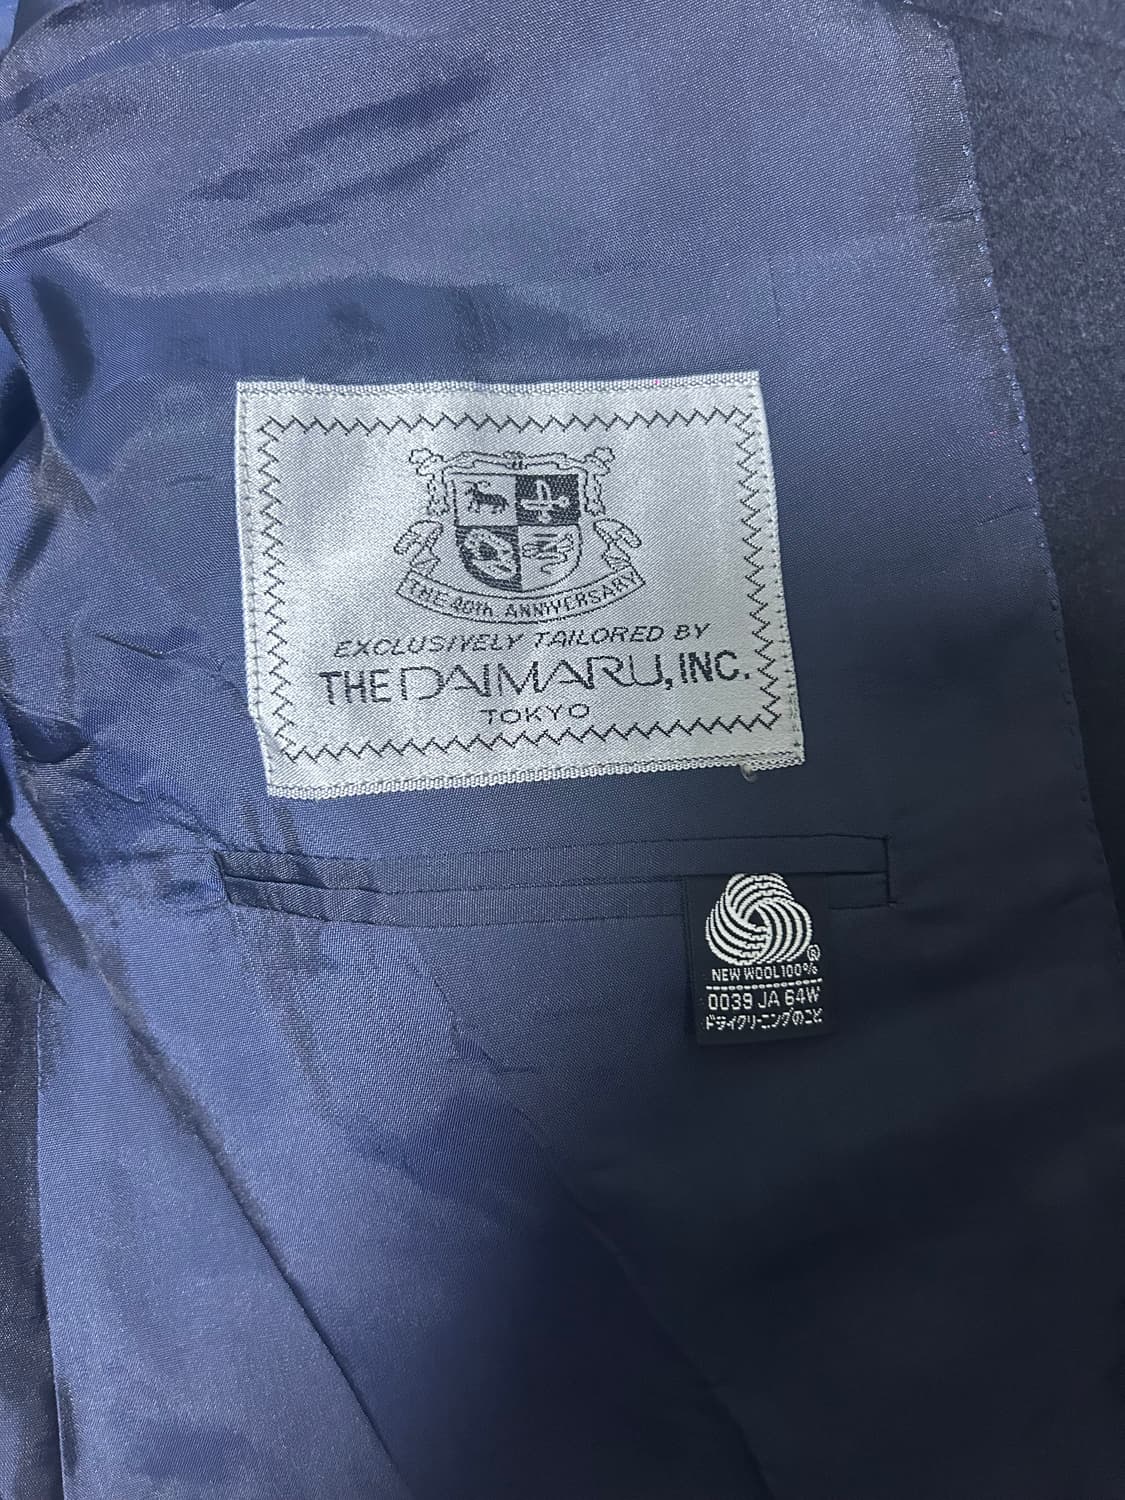 THE 40th ANNIVERSARY
EXCLUSIVELY TAILORED BY
THE DAIMARU, INC.
TOKYO
®
NEW WOOL 100%
0039 JA 64W
ドライクリーニングのこと